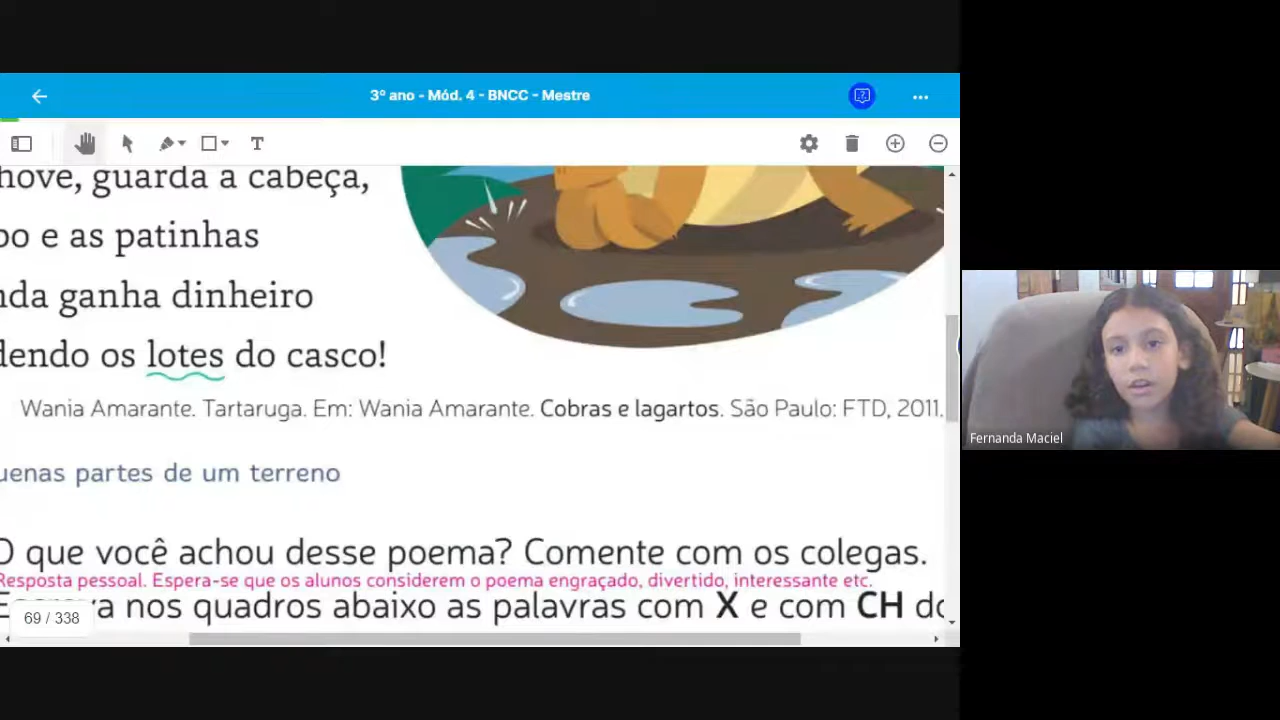 3º ano - Mód. 4 - BNCC - Mestre
T
hove, guarda a cabeça,
po e as patinhas
nda ganha dinheiro
dendo os lotes do casco!
Wania Amarante. Tartaruga. Em: Wania Amarante. Cobras e lagartos. São Paulo: FTD, 2011.
uenas partes de um terreno
O que você achou desse poema? Comente com os colegas.
Resposta pessoal. Espera-se que os alunos considerem o poema engraçado, divertido, interessante etc.
va nos quadros abaixo as palavras com X e com CH do
69 / 338
Fernanda Maciel